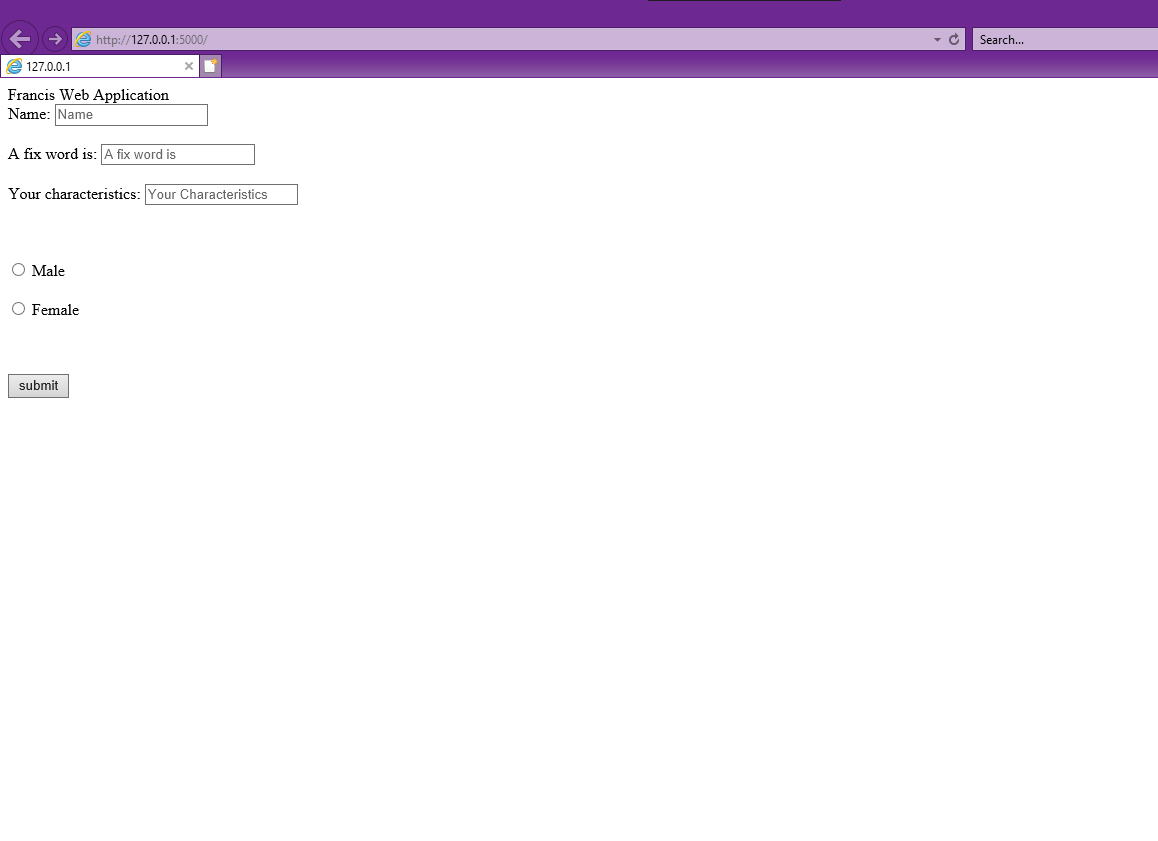 http://127.0.0.1:5000/
Search...
127.0.0.1
Francis Web Application
Name: Name
A fix word is: A fix word is
Your characteristics: Your Characteristics
Male
Female
submit